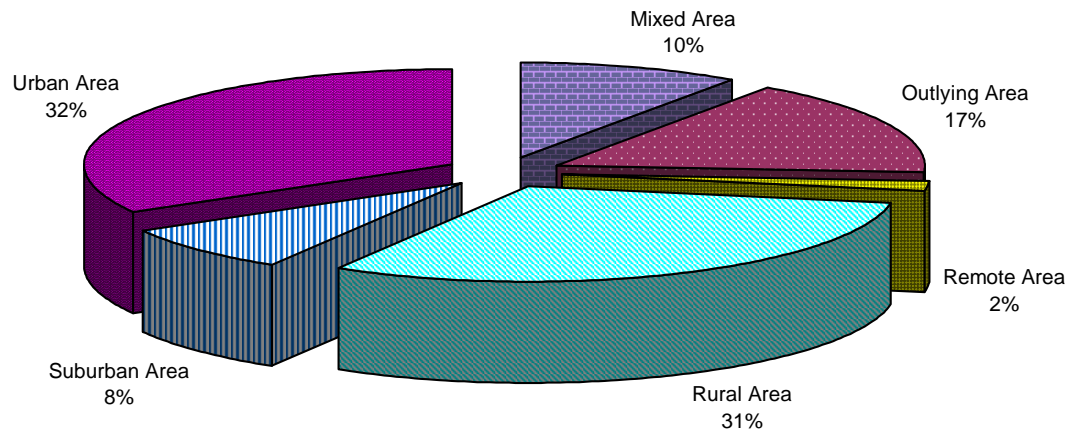 Mixed Area
10%
Outlying Area
17%
Remote Area
2%
Rural Area
31%
Suburban Area
8%
Urban Area
32%